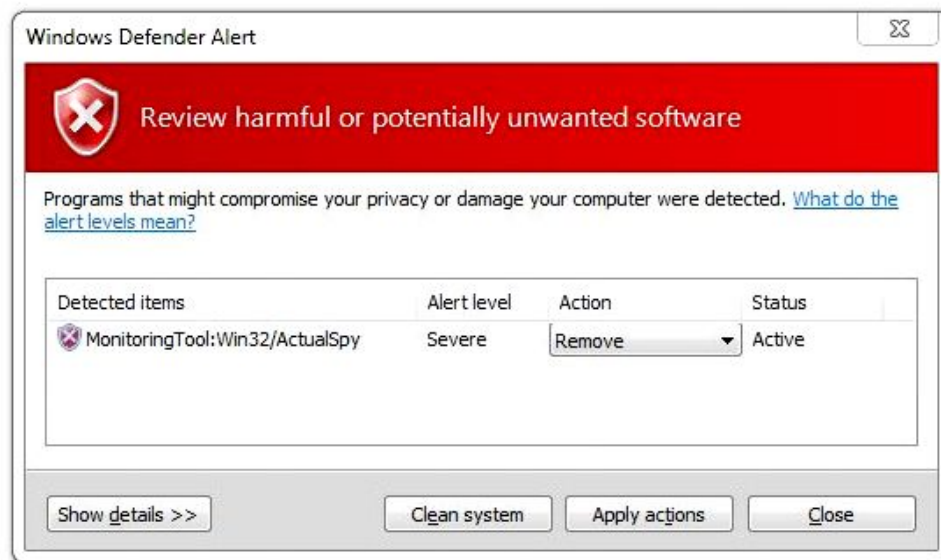 Windows Defender Alert
Review harmful or potentially unwanted software
Programs that might compromise your privacy or damage your computer were detected. What do the
alert levels mean?
Detected items Alert level Action Status
MonitoringTool:Win32/ActualSpy Severe Remove Active
Show details >> Clean system Apply actions Close